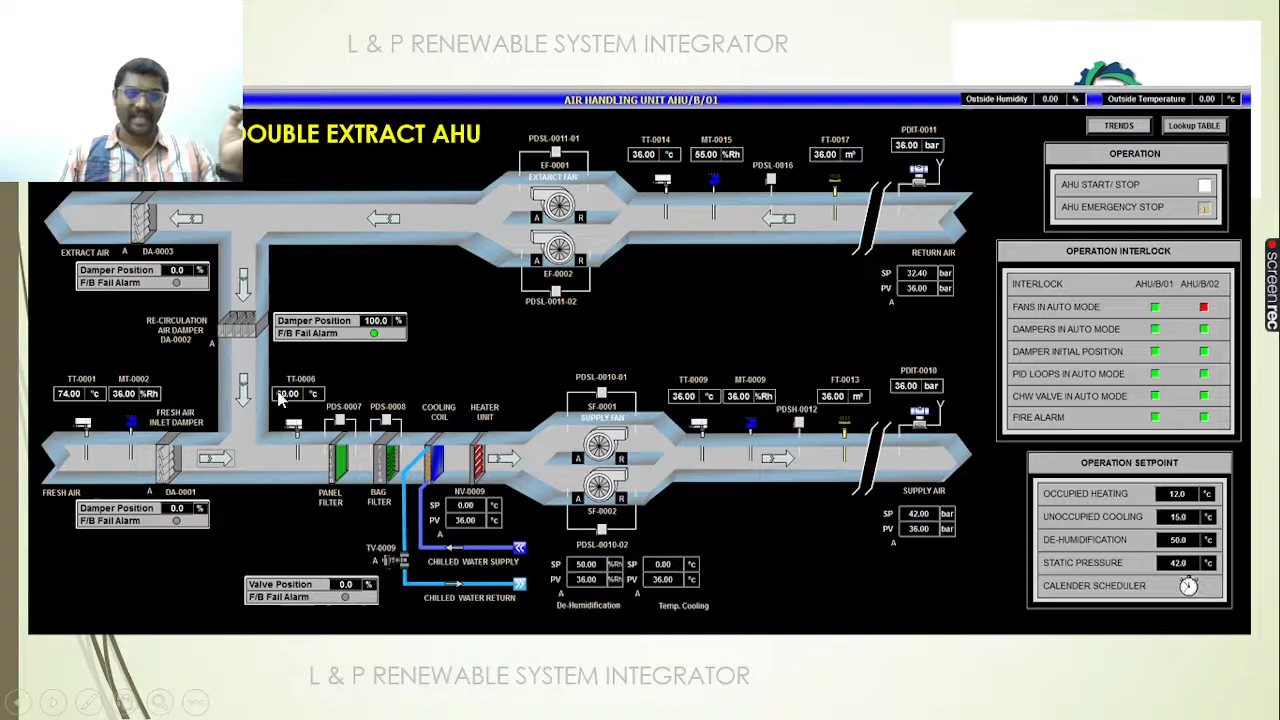 L & P RENEWABLE SYSTEM INTEGRATOR
AIR HANDLING UNIT AHU/B/01
Outside Humidity 0.00 %
Outside Temperature 0.00 °c
DOUBLE EXTRACT AHU
TRENDS
Lookup TABLE
PDSL-0011-01
EF-0001
EXTARCT FAN
A R
A R
EF-0002
PDSL-0011-02
TT-0014
36.00 °c
MT-0015
55.00 %Rh
PDSL-0016
FT-0017
36.00 m³
PDIT-0011
36.00 bar
RETURN AIR
SP 32.40 bar
PV 36.00 bar
A
EXTRACT AIR
A DA-0003
Damper Position 0.0 %
F/B Fail Alarm
RE-CIRCULATION
AIR DAMPER
DA-0002
A
Damper Position 100.0 %
F/B Fail Alarm
TT-0001
74.00 °c
MT-0002
36.00 %Rh
FRESH AIR
INLET DAMPER
TT-0006
°c
PDS-0007
PDS-0008
COOLING
COIL
HEATER
UNIT
FRESH AIR
A DA-0001
Damper Position 0.0 %
F/B Fail Alarm
PANEL
FILTER
BAG
FILTER
NV-0009
SP 0.00 °c
PV 36.00 °c
A
TV-0009
A
CHILLED WATER SUPPLY
CHILLED WATER RETURN
Valve Position 0.0 %
F/B Fail Alarm
PDSL-0010-01
SF-0001
SUPPLY FAN
A R
A R
SF-0002
PDSL-0010-02
SP 50.00 %Rh
PV 36.00 %Rh
A
De-Humidification
SP 0.00 °c
PV 36.00 °c
A
Temp. Cooling
TT-0009
36.00 °c
MT-0009
36.00 %Rh
PDSH-0012
FT-0013
36.00 m³
PDIT-0010
36.00 bar
SUPPLY AIR
SP 42.00 bar
PV 36.00 bar
A
OPERATION
AHU START/ STOP
AHU EMERGENCY STOP
OPERATION INTERLOCK
INTERLOCK AHU/B/01 AHU/B/02
FANS IN AUTO MODE
DAMPERS IN AUTO MODE
DAMPER INITIAL POSITION
PID LOOPS IN AUTO MODE
CHW VALVE IN AUTO MODE
FIRE ALARM
OPERATION SETPOINT
OCCUPIED HEATING 12.0 °c
UNOCCUPIED COOLING 15.0 °c
DE-HUMIDIFICATION 50.0 °c
STATIC PRESSURE 42.0 °c
CALENDER SCHEDULER
screenrec
L & P RENEWABLE SYSTEM INTEGRATOR